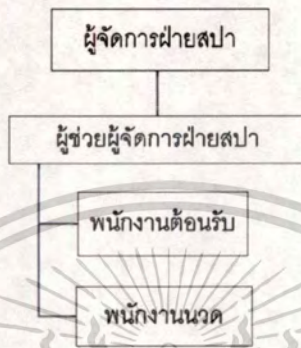 ผู้จัดการฝ่ายสปา
ผู้ช่วยผู้จัดการฝ่ายสปา
พนักงานต้อนรับ
พนักงานนวด